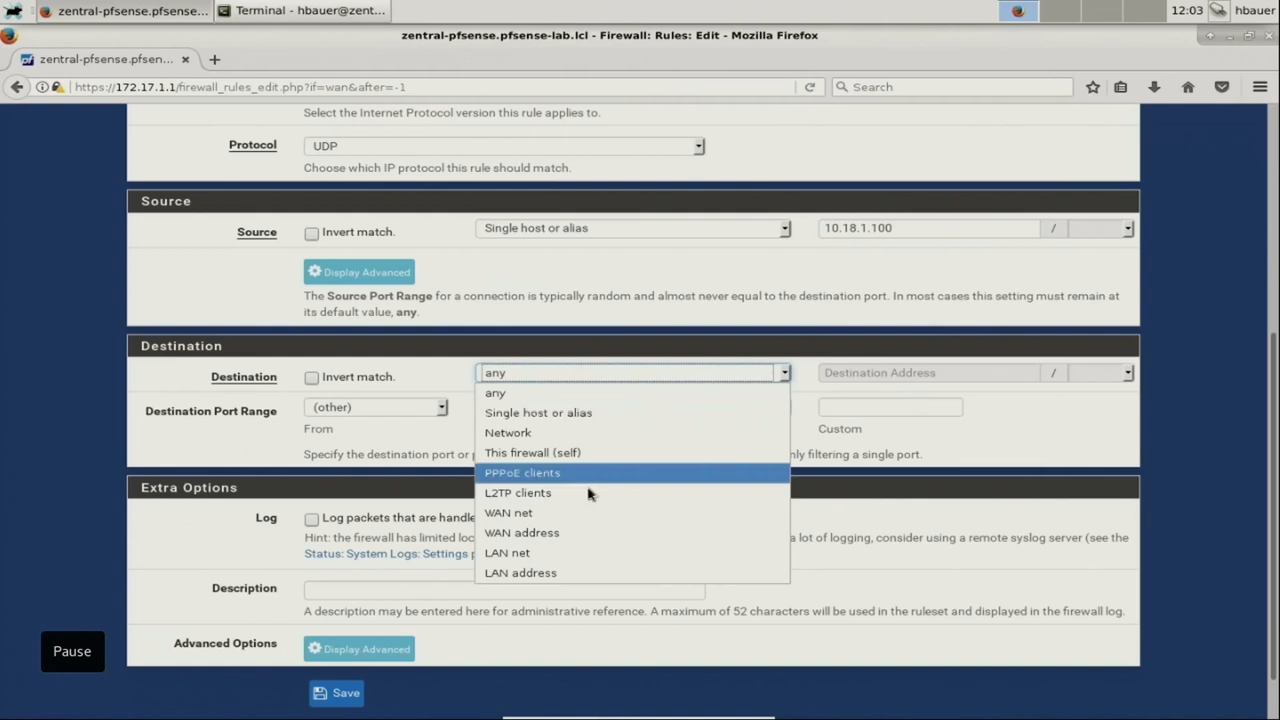 zentral-pfsense.pfsense...
Terminal - hbauer@zent...
12:03
hbauer
zentral-pfsense.pfsense-lab.lcl - Firewall: Rules: Edit - Mozilla Firefox
pf zentral-pfsense.pfsen...
https://172.17.1.1/firewall_rules_edit.php?if=wan&after=-1
Search
Select the Internet Protocol version this rule applies to.
Protocol
UDP
Choose which IP protocol this rule should match.
Source
Source
Invert match.
Single host or alias
10.18.1.100
/
Display Advanced
The Source Port Range for a connection is typically random and almost never equal to the destination port. In most cases this setting must remain at
its default value, any.
Destination
Destination
Invert match.
any
Destination Address
/
any
Single host or alias
Network
This firewall (self)
PPPoE clients
L2TP clients
WAN net
WAN address
LAN net
LAN address
Destination Port Range
(other)
From
Custom
Specify the destination port or
nly filtering a single port.
Extra Options
Log
Log packets that are handle
Hint: the firewall has limited loc
a lot of logging, consider using a remote syslog server (see the
Status: System Logs: Settings
Description
A description may be entered here for administrative reference. A maximum of 52 characters will be used in the ruleset and displayed in the firewall log.
Advanced Options
Display Advanced
Pause
Save